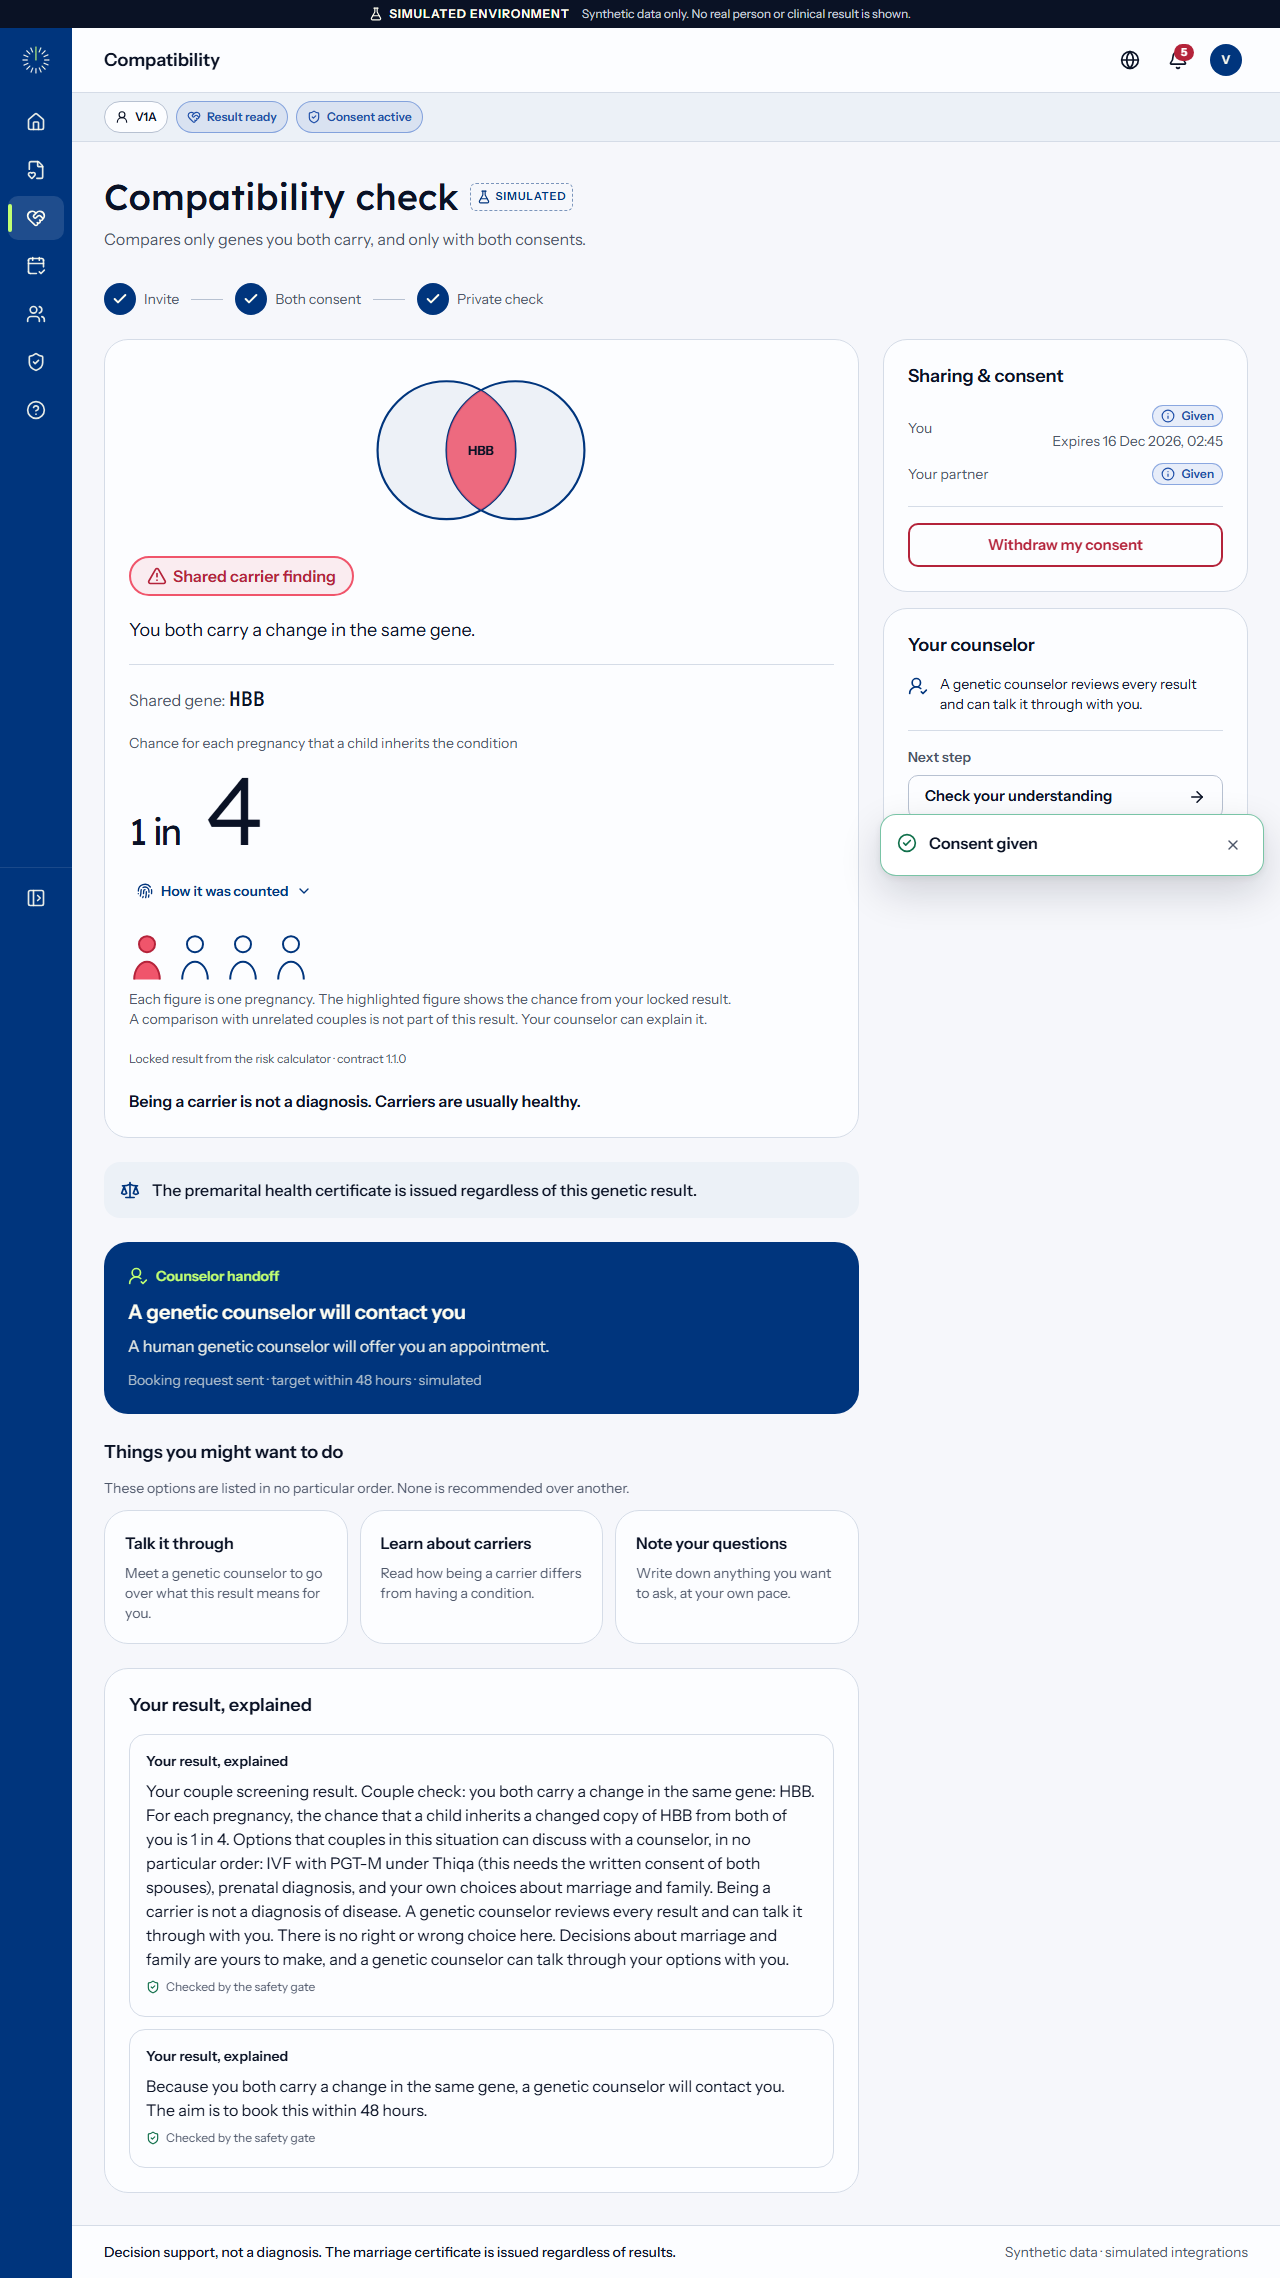 SIMULATED ENVIRONMENT Synthetic data only. No real person or clinical result is shown.
Compatibility
5
V
V1A
Result ready
Consent active
Compatibility check
SIMULATED
Compares only genes you both carry, and only with both consents.
Invite
Both consent
Private check
HBB
Shared carrier finding
You both carry a change in the same gene.
Shared gene: HBB
Chance for each pregnancy that a child inherits the condition
1 in 4
How it was counted
Each figure is one pregnancy. The highlighted figure shows the chance from your locked result.
A comparison with unrelated couples is not part of this result. Your counselor can explain it.
Locked result from the risk calculator · contract 1.1.0
Being a carrier is not a diagnosis. Carriers are usually healthy.
Sharing & consent
You
Given
Expires 16 Dec 2026, 02:45
Your partner
Given
Withdraw my consent
Your counselor
A genetic counselor reviews every result
and can talk it through with you.
Next step
Check your understanding
Consent given
The premarital health certificate is issued regardless of this genetic result.
Counselor handoff
A genetic counselor will contact you
A human genetic counselor will offer you an appointment.
Booking request sent · target within 48 hours · simulated
Things you might want to do
These options are listed in no particular order. None is recommended over another.
Talk it through
Meet a genetic counselor to go
over what this result means for
you.
Learn about carriers
Read how being a carrier differs
from having a condition.
Note your questions
Write down anything you want
to ask, at your own pace.
Your result, explained
Your result, explained
Your couple screening result. Couple check: you both carry a change in the same gene: HBB.
For each pregnancy, the chance that a child inherits a changed copy of HBB from both of
you is 1 in 4. Options that couples in this situation can discuss with a counselor, in no
particular order: IVF with PGT-M under Thiqa (this needs the written consent of both
spouses), prenatal diagnosis, and your own choices about marriage and family. Being a
carrier is not a diagnosis of disease. A genetic counselor reviews every result and can talk it
through with you. There is no right or wrong choice here. Decisions about marriage and
family are yours to make, and a genetic counselor can talk through your options with you.
Checked by the safety gate
Your result, explained
Because you both carry a change in the same gene, a genetic counselor will contact you.
The aim is to book this within 48 hours.
Checked by the safety gate
Decision support, not a diagnosis. The marriage certificate is issued regardless of results.
Synthetic data · simulated integrations